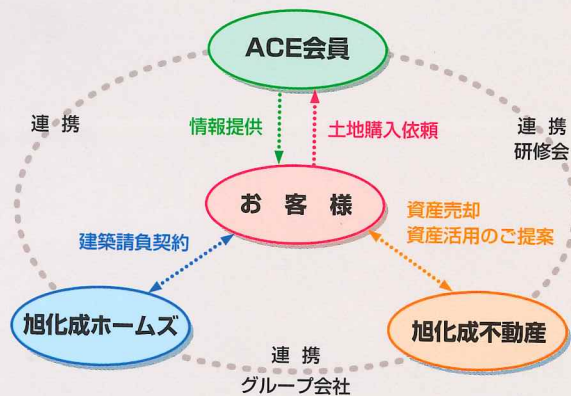 ACE会員
連携
情報提供
土地購入依頼
連携
研修会
お客様
建築請負契約
資産売却
資産活用のご提案
旭化成ホームズ
旭化成不動産
連携
グループ会社